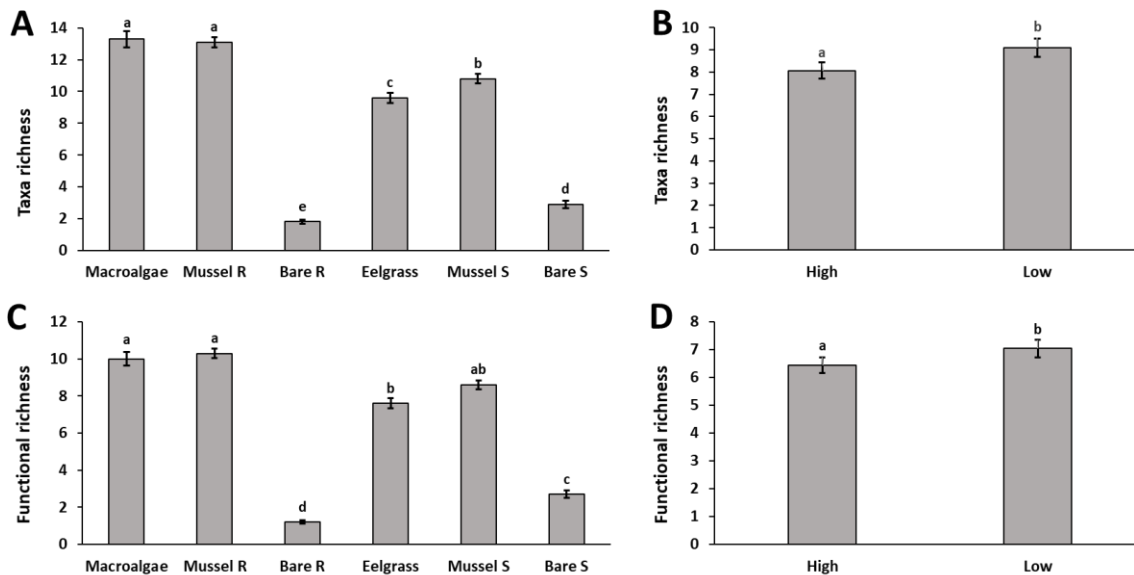 A
Taxa richness
14
12
10
8
6
4
2
0
a
a
e
c
b
d
Macroalgae Mussel R Bare R Eelgrass Mussel S Bare S
B
Taxa richness
10
9
8
7
6
5
4
3
2
1
0
a
b
High Low
C
Functional richness
12
10
8
6
4
2
0
a
a
d
b
ab
c
Macroalgae Mussel R Bare R Eelgrass Mussel S Bare S
D
Functional richness
8
7
6
5
4
3
2
1
0
a
b
High Low